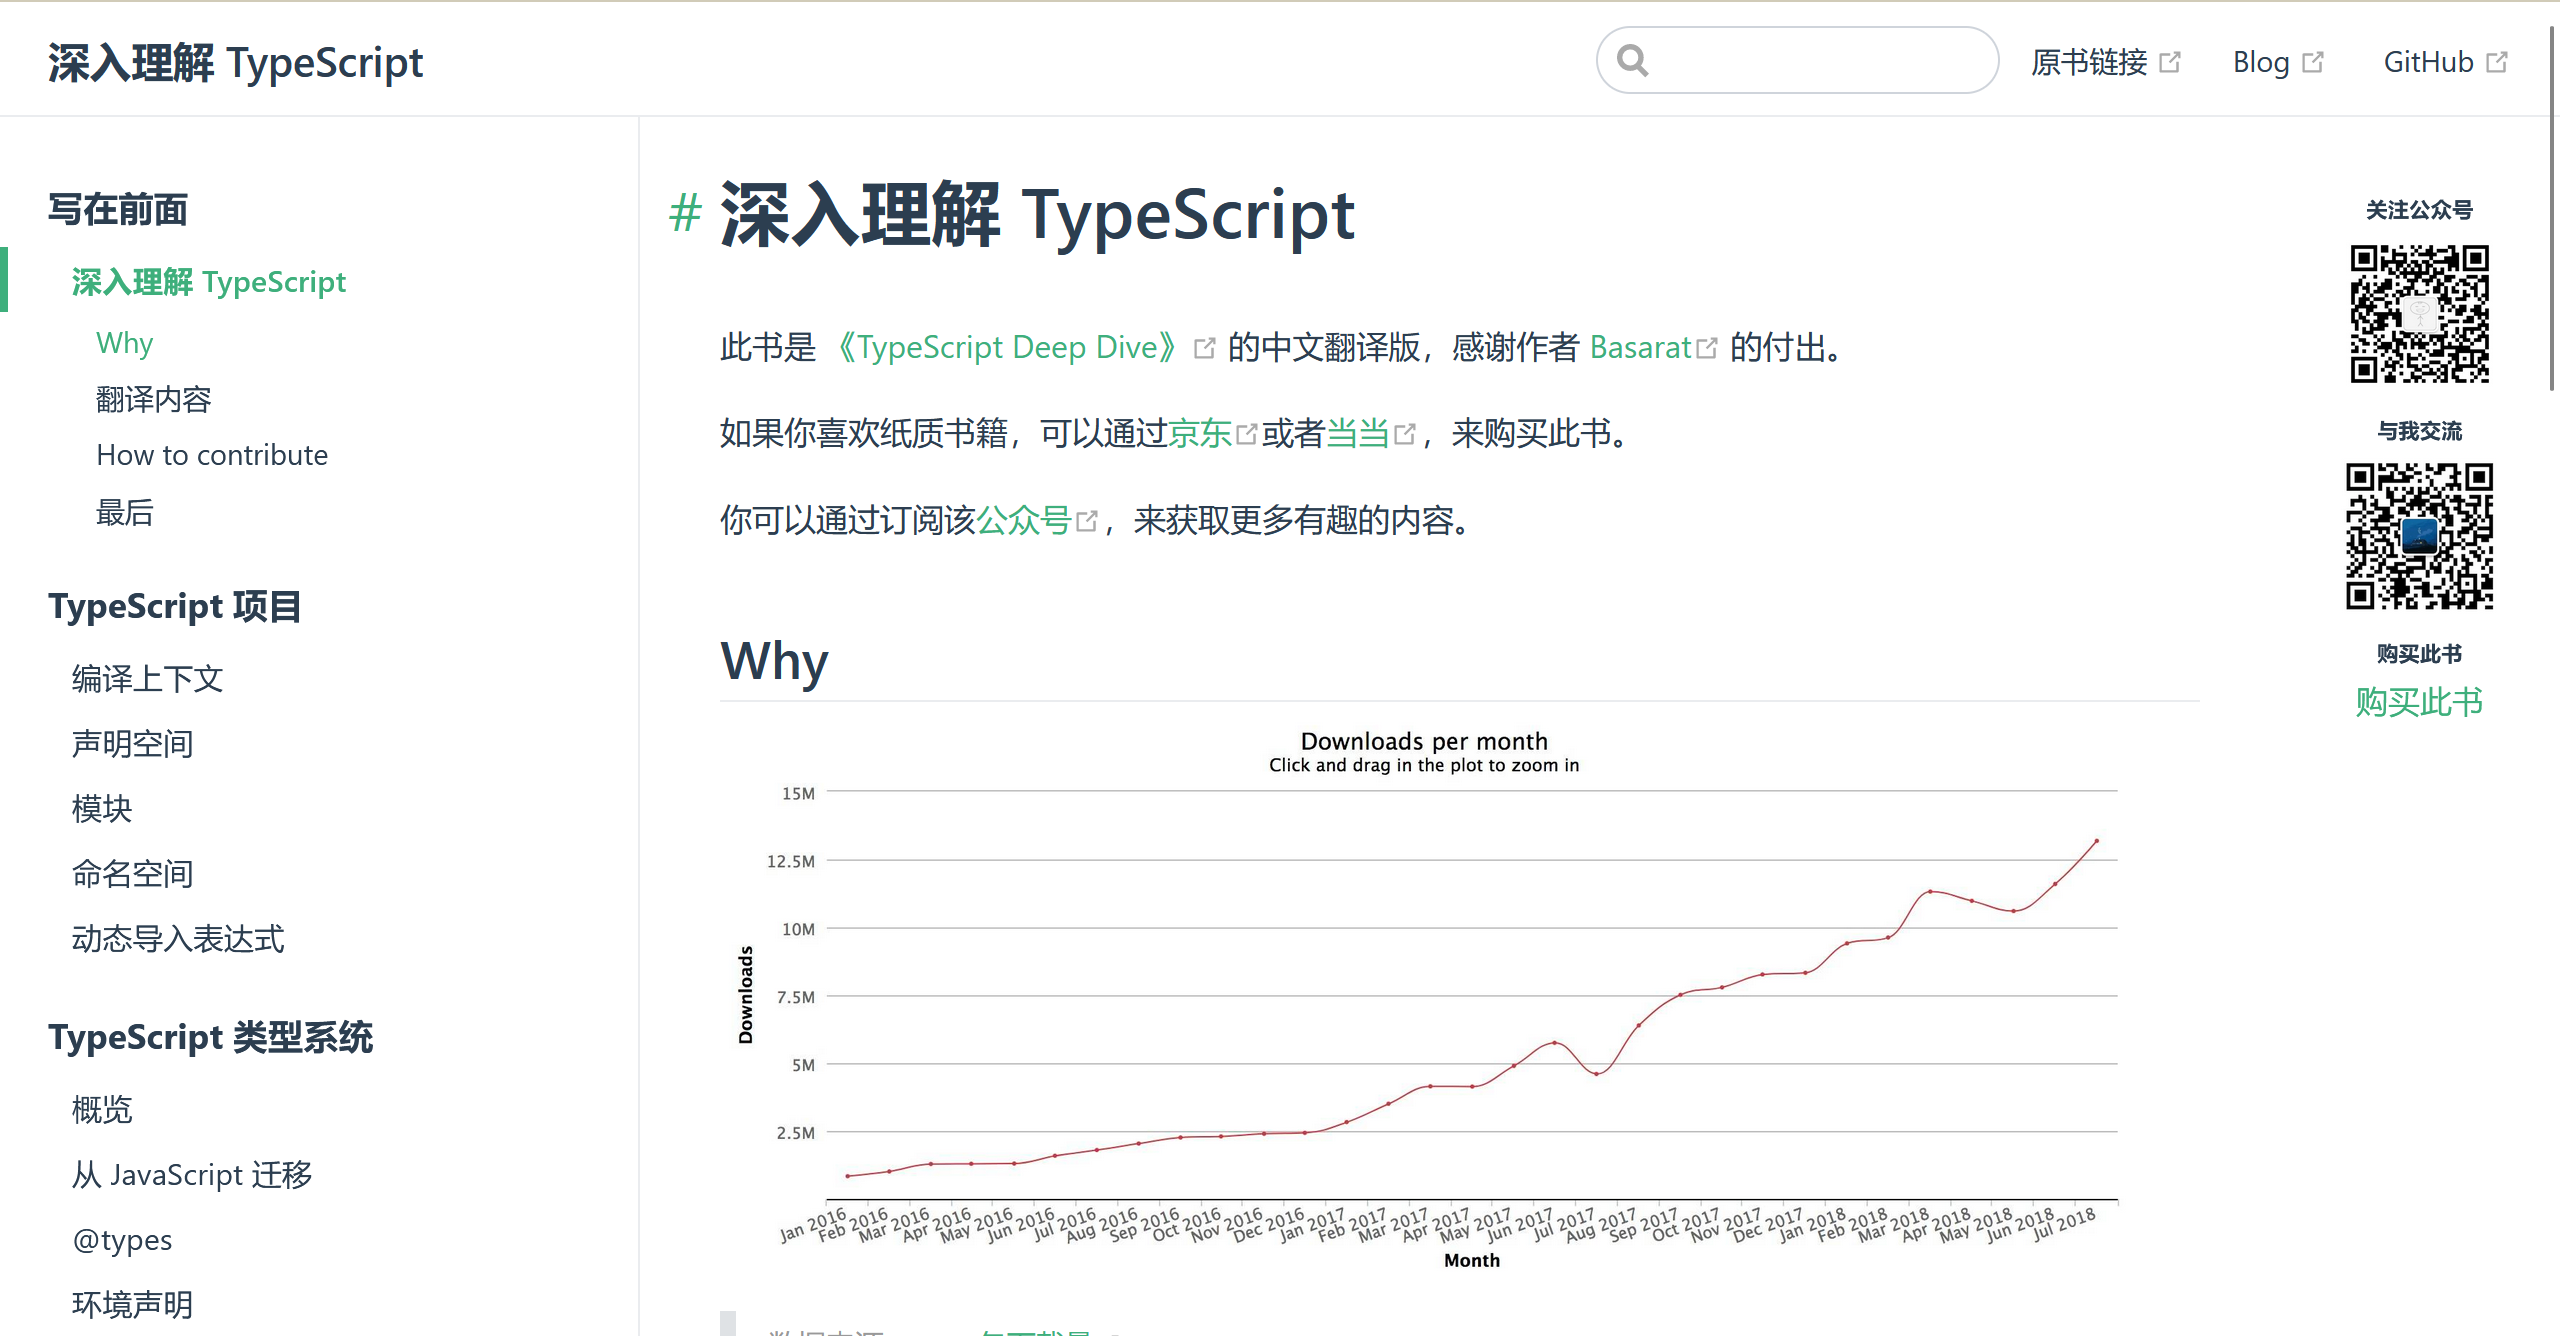 深入理解 TypeScript
原书链接
Blog
GitHub
写在前面
深入理解 TypeScript
Why
翻译内容
How to contribute
最后
TypeScript 项目
编译上下文
声明空间
模块
命名空间
动态导入表达式
TypeScript 类型系统
概览
从 JavaScript 迁移
@types
环境声明
# 深入理解 TypeScript
此书是 《TypeScript Deep Dive》 的中文翻译版，感谢作者 Basarat 的付出。
如果你喜欢纸质书籍，可以通过京东或者当当，来购买此书。
你可以通过订阅该公众号，来获取更多有趣的内容。
Why
Downloads per month
Click and drag in the plot to zoom in
15M
12.5M
10M
7.5M
5M
2.5M
Downloads
Jan 2016
Feb 2016
Mar 2016
Apr 2016
May 2016
Jun 2016
Jul 2016
Aug 2016
Sep 2016
Oct 2016
Nov 2016
Dec 2016
Jan 2017
Feb 2017
Mar 2017
Apr 2017
May 2017
Jun 2017
Jul 2017
Aug 2017
Sep 2017
Oct 2017
Nov 2017
Dec 2017
Jan 2018
Feb 2018
Mar 2018
Apr 2018
May 2018
Jun 2018
Jul 2018
Month
关注公众号
与我交流
购买此书
购买此书